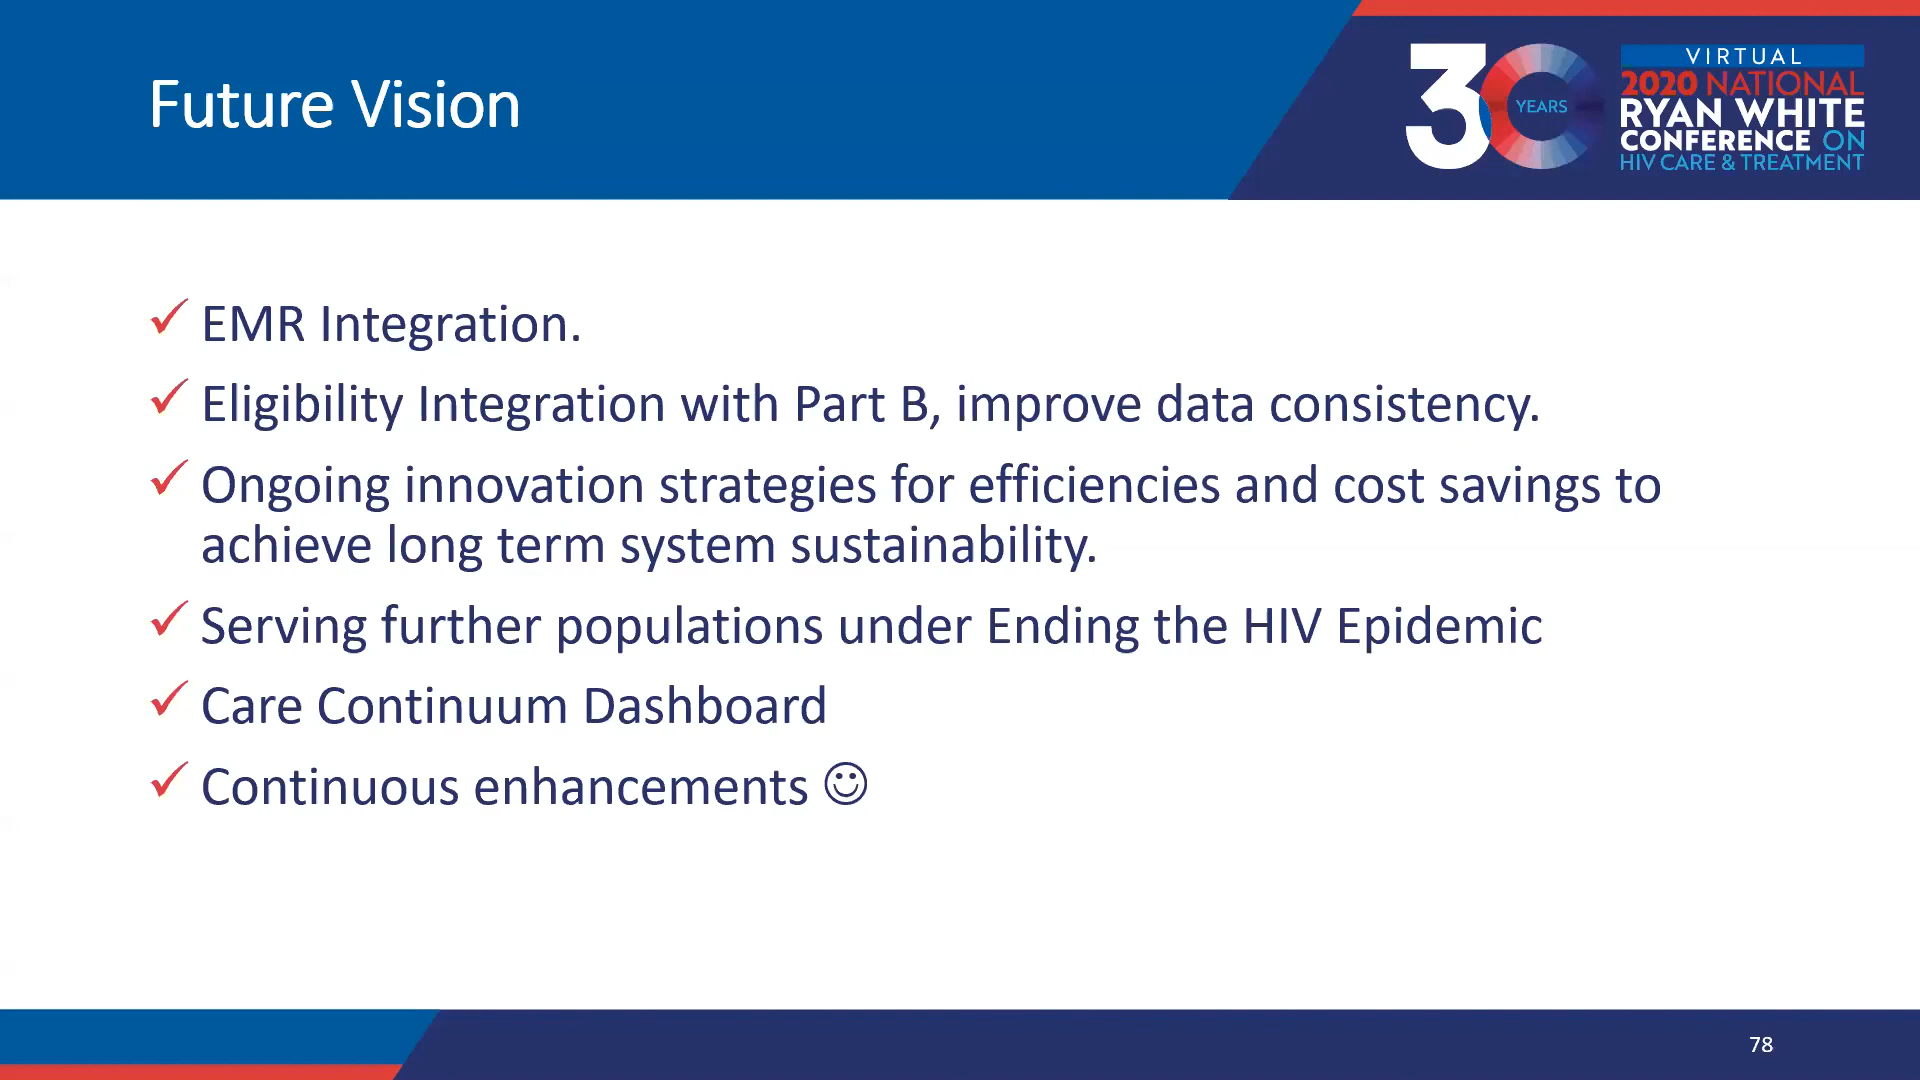 Future Vision
30 YEARS
VIRTUAL
2020 NATIONAL
RYAN WHITE
CONFERENCE ON
HIV CARE & TREATMENT
✓ EMR Integration.
✓ Eligibility Integration with Part B, improve data consistency.
✓ Ongoing innovation strategies for efficiencies and cost savings to
achieve long term system sustainability.
✓ Serving further populations under Ending the HIV Epidemic
✓ Care Continuum Dashboard
✓ Continuous enhancements ☺
78